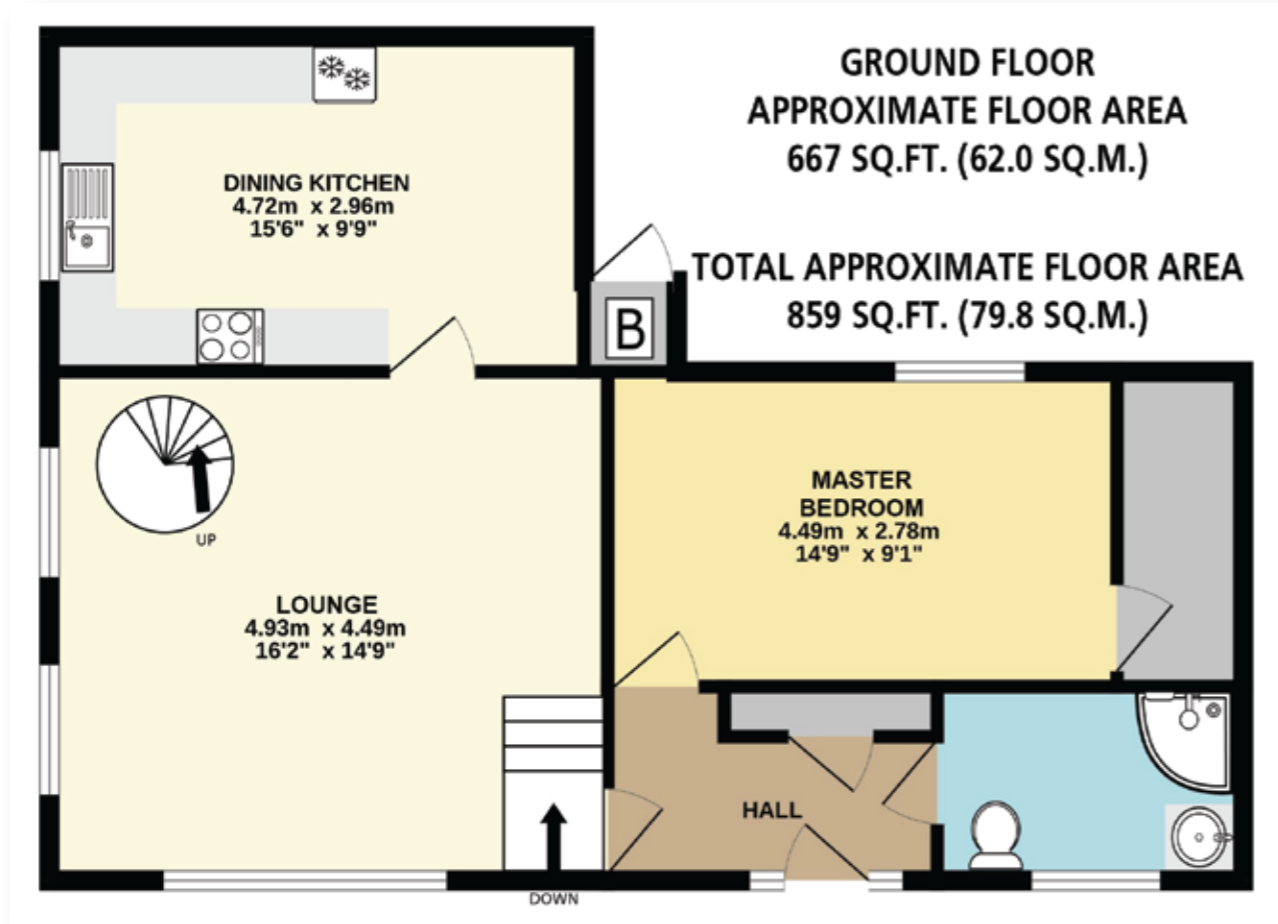 GROUND FLOOR
APPROXIMATE FLOOR AREA
667 SQ.FT. (62.0 SQ.M.)
TOTAL APPROXIMATE FLOOR AREA
859 SQ.FT. (79.8 SQ.M.)
DINING KITCHEN
4.72m x 2.96m
15'6" x 9'9"
B
MASTER
BEDROOM
4.49m x 2.78m
14'9" x 9'1"
UP
LOUNGE
4.93m x 4.49m
16'2" x 14'9"
HALL
DOWN